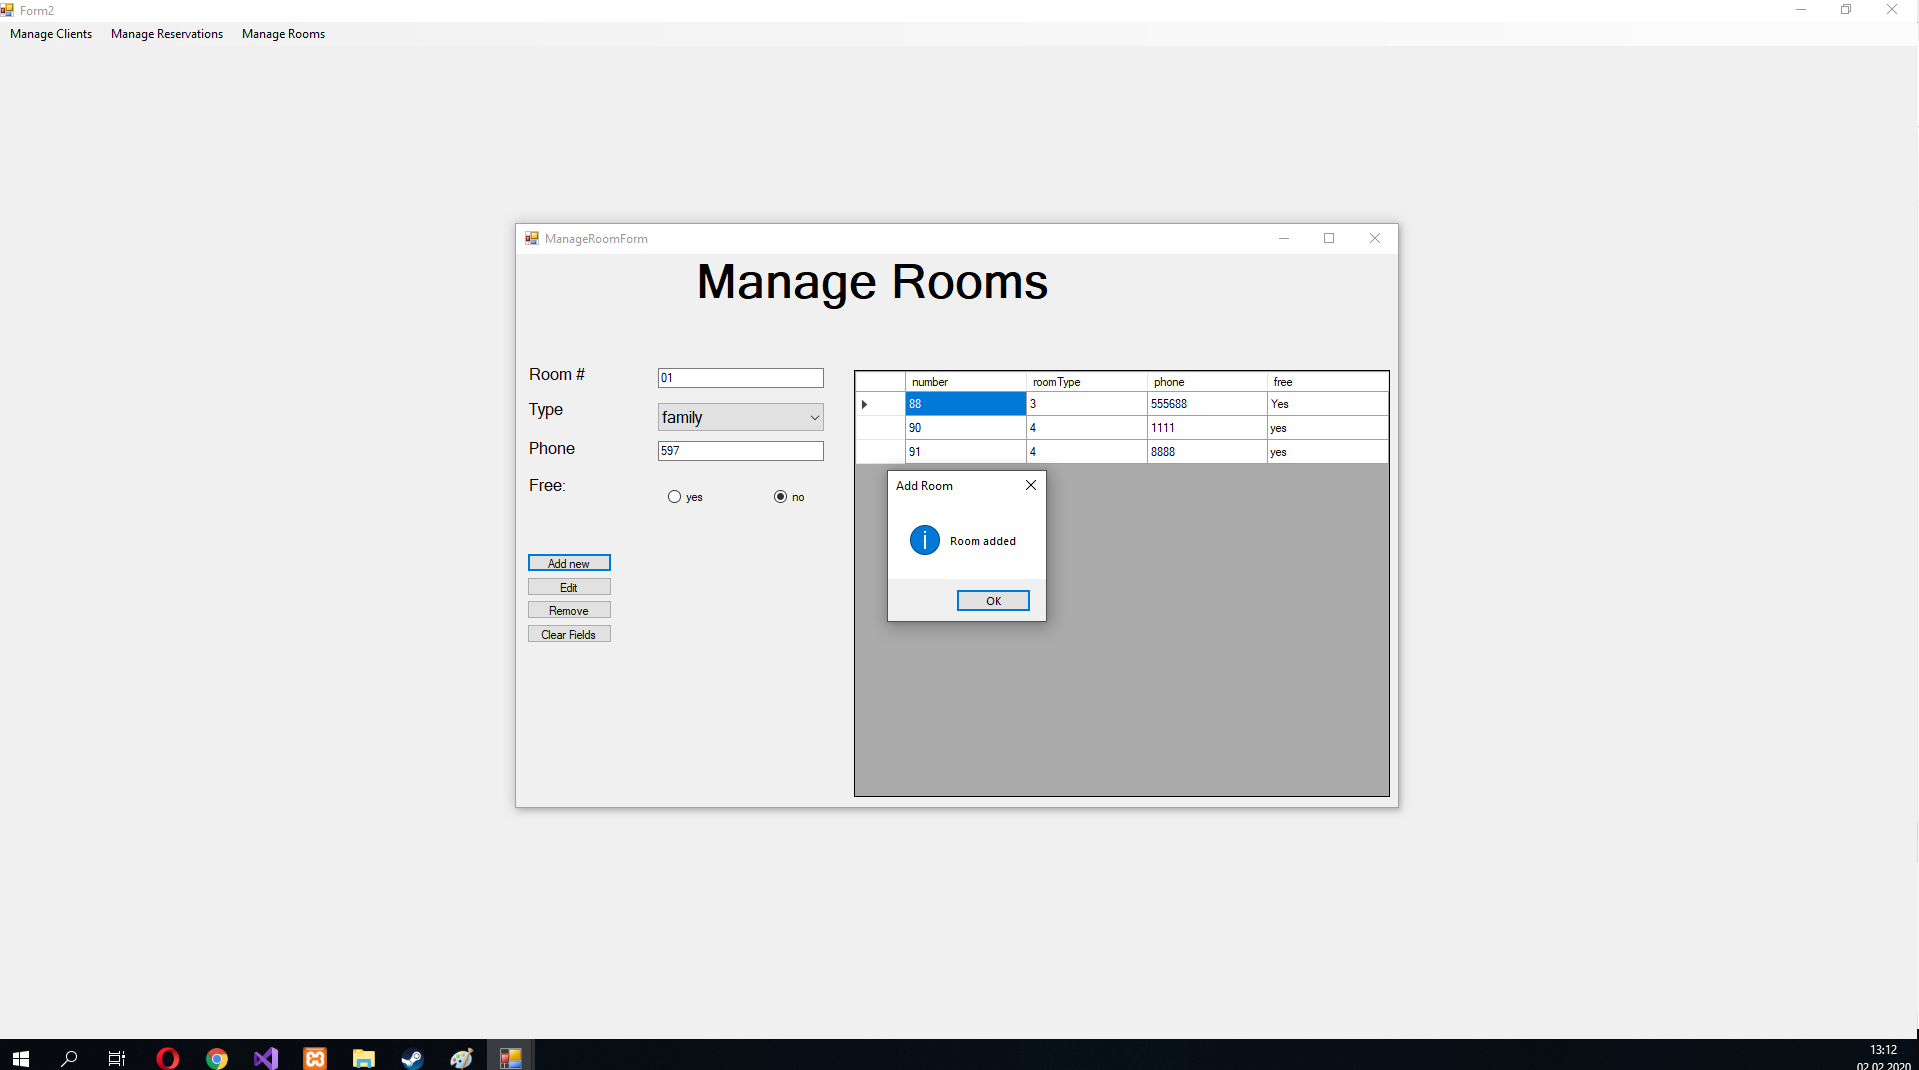 Form2
Manage Clients Manage Reservations Manage Rooms
ManageRoomForm
Manage Rooms
Room # 01
Type family
Phone 597
Free: yes no
Add new
Edit
Remove
Clear Fields
number roomType phone free
88 3 555688 Yes
90 4 1111 yes
91 4 8888 yes
Add Room
Room added
OK
13:12
02.02.2020